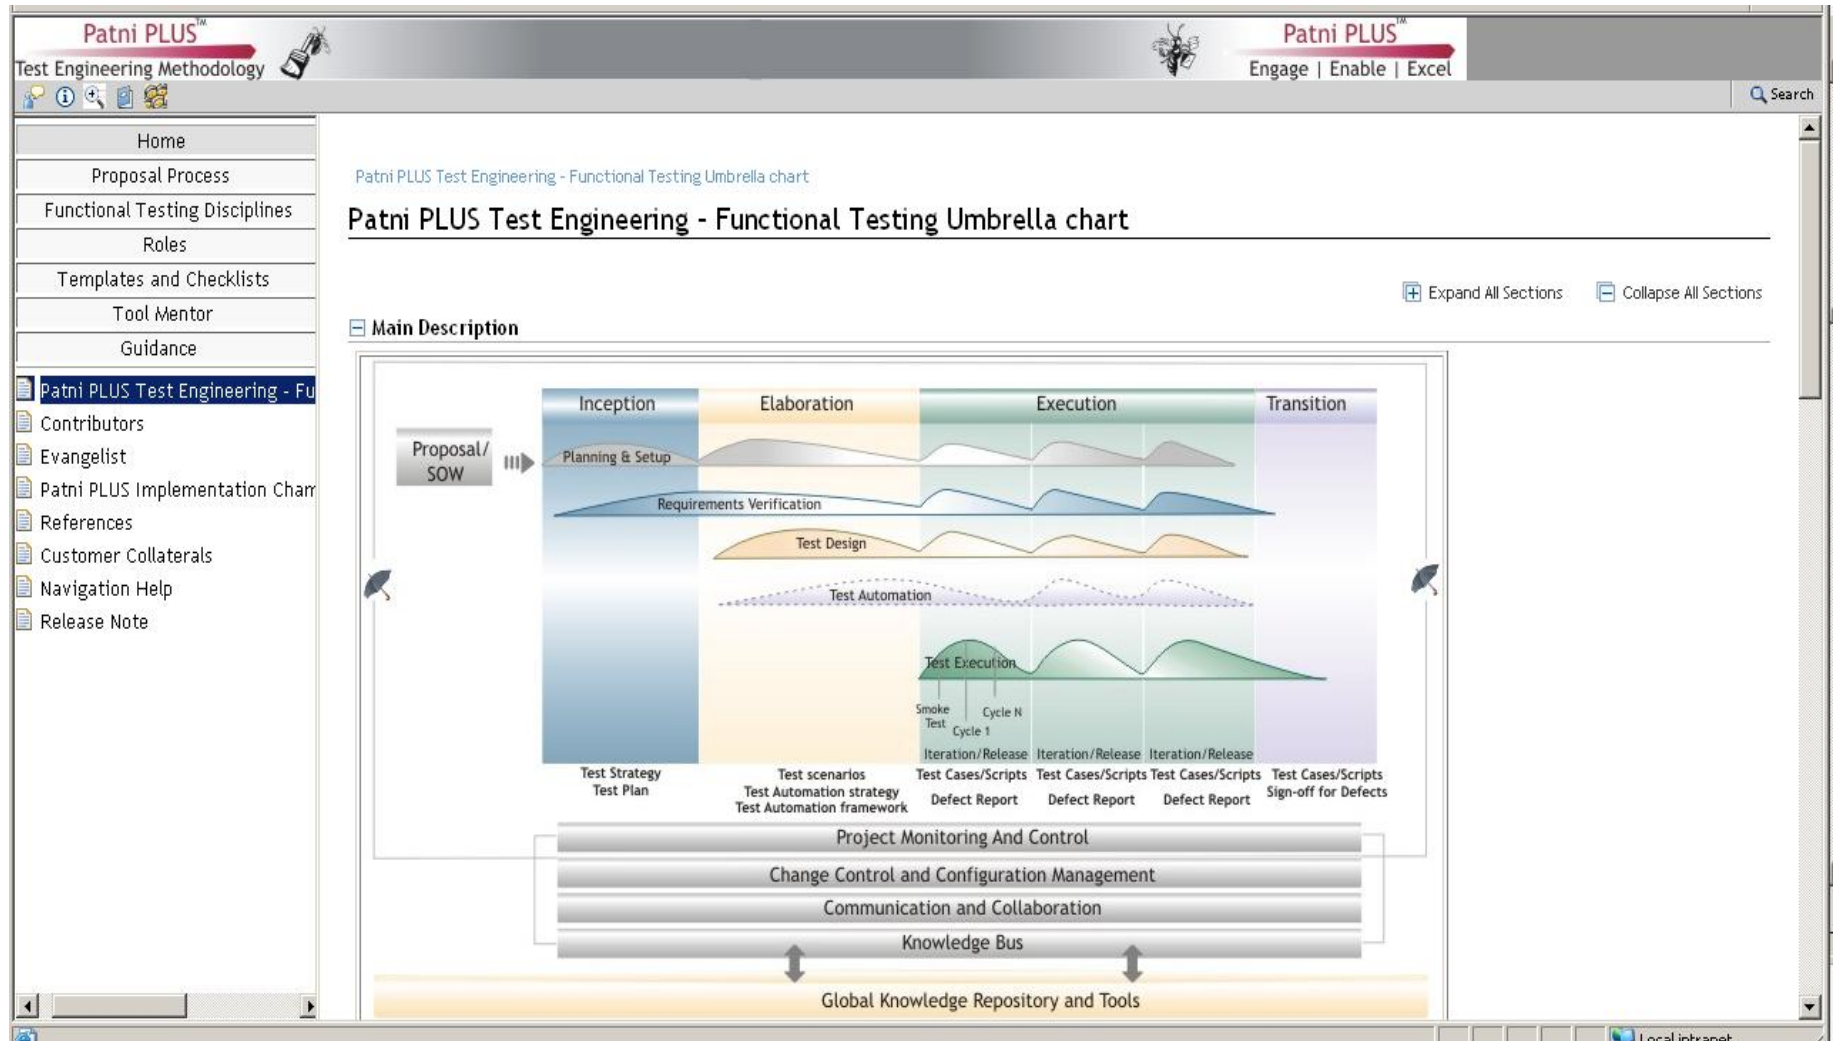 Patni PLUS™
Test Engineering Methodology
Patni PLUS™
Engage | Enable | Excel
Search
Home
Proposal Process
Functional Testing Disciplines
Roles
Templates and Checklists
Tool Mentor
Guidance
Patni PLUS Test Engineering - Fu
Contributors
Evangelist
Patni PLUS Implementation Cham
References
Customer Collaterals
Navigation Help
Release Note
Patni PLUS Test Engineering - Functional Testing Umbrella chart
Patni PLUS Test Engineering - Functional Testing Umbrella chart
Expand All Sections Collapse All Sections
Main Description
Inception Elaboration Execution Transition
Proposal/
SOW
Planning & Setup
Requirements Verification
Test Design
Test Automation
Test Execution
Smoke
Test
Cycle 1
Cycle N
Iteration/Release Iteration/Release Iteration/Release
Test Strategy
Test Plan
Test scenarios
Test Automation strategy
Test Automation framework
Test Cases/Scripts
Defect Report
Test Cases/Scripts
Defect Report
Test Cases/Scripts
Defect Report
Test Cases/Scripts
Sign-off for Defects
Project Monitoring And Control
Change Control and Configuration Management
Communication and Collaboration
Knowledge Bus
Global Knowledge Repository and Tools
Local intranet